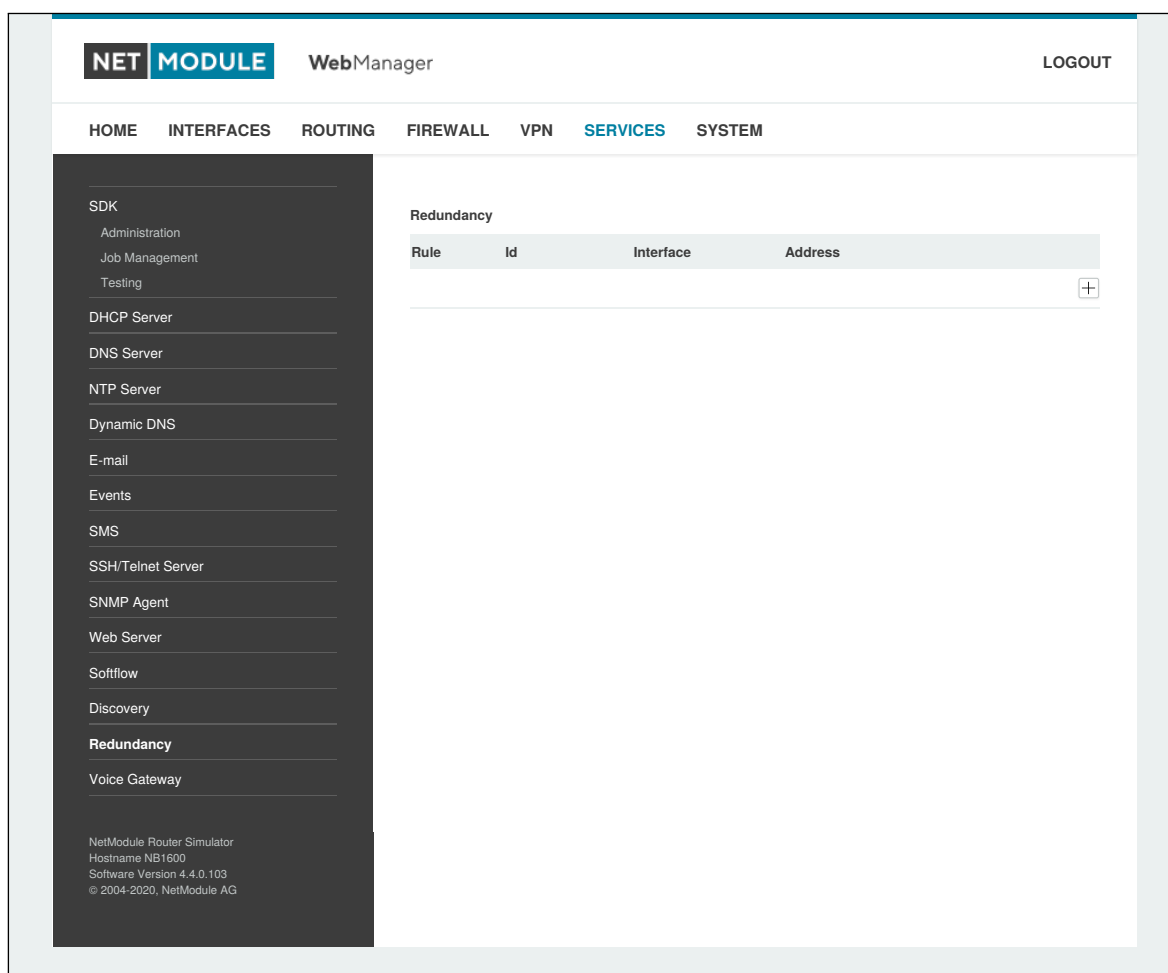 NET MODULE WebManager LOGOUT
HOME INTERFACES ROUTING FIREWALL VPN SERVICES SYSTEM
SDK
Administration
Job Management
Testing
DHCP Server
DNS Server
NTP Server
Dynamic DNS
E-mail
Events
SMS
SSH/Telnet Server
SNMP Agent
Web Server
Softflow
Discovery
Redundancy
Voice Gateway
NetModule Router Simulator
Hostname NB1600
Software Version 4.4.0.103
© 2004-2020, NetModule AG
Redundancy
Rule Id Interface Address